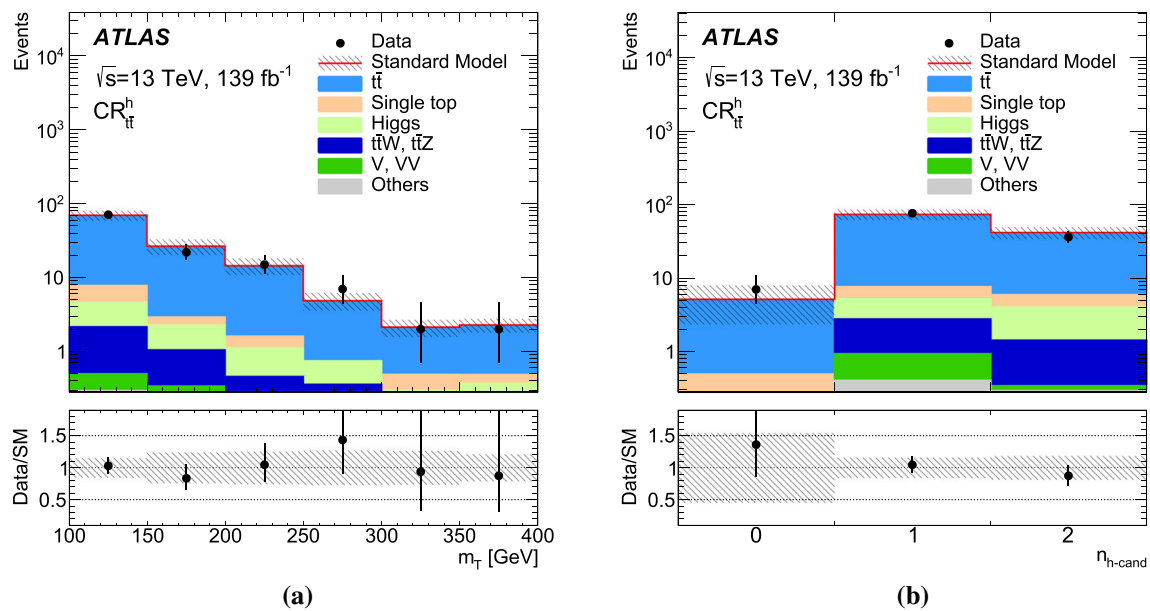 Events
10⁴
10³
10²
10
1
ATLAS
√s=13 TeV, 139 fb⁻¹
CRʰ_tt̄
Data
Standard Model
tt̄
Single top
Higgs
tt̄W, tt̄Z
V, VV
Others
Data/SM
1.5
1
0.5
100 150 200 250 300 350 400
m_T [GeV]
(a)
Events
10⁴
10³
10²
10
1
ATLAS
√s=13 TeV, 139 fb⁻¹
CRʰ_tt̄
Data
Standard Model
tt̄
Single top
Higgs
tt̄W, tt̄Z
V, VV
Others
Data/SM
1.5
1
0.5
0 1 2
n_h-cand
(b)